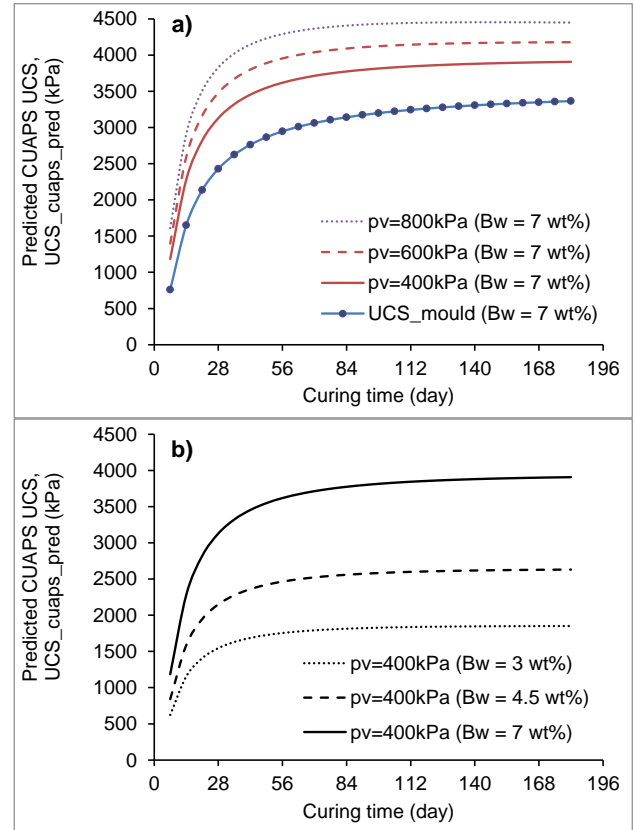 a)
Predicted CUAPS UCS,
UCS_cuaps_pred (kPa)
4500
4000
3500
3000
2500
2000
1500
1000
500
0
pv=800kPa (Bw = 7 wt%)
pv=600kPa (Bw = 7 wt%)
pv=400kPa (Bw = 7 wt%)
UCS_mould (Bw = 7 wt%)
0 28 56 84 112 140 168 196
Curing time (day)
b)
Predicted CUAPS UCS,
UCS_cuaps_pred (kPa)
4500
4000
3500
3000
2500
2000
1500
1000
500
0
pv=400kPa (Bw = 3 wt%)
pv=400kPa (Bw = 4.5 wt%)
pv=400kPa (Bw = 7 wt%)
0 28 56 84 112 140 168 196
Curing time (day)